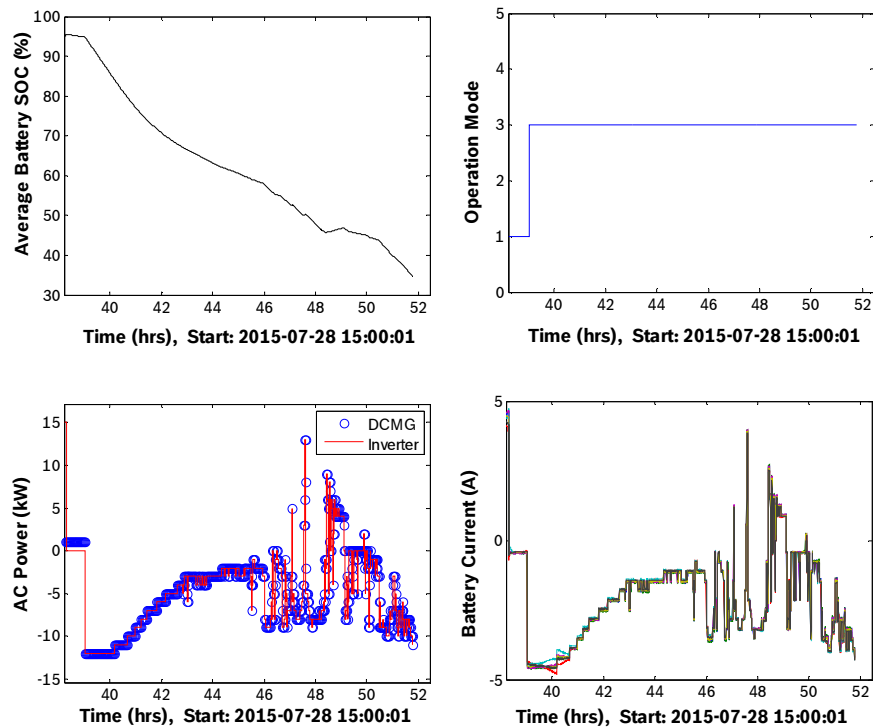 100
90
80
70
60
50
40
30
Average Battery SOC (%)
40 42 44 46 48 50 52
Time (hrs), Start: 2015-07-28 15:00:01
5
4
3
2
1
0
Operation Mode
40 42 44 46 48 50 52
Time (hrs), Start: 2015-07-28 15:00:01
15
10
5
0
-5
-10
-15
AC Power (kW)
DCMG
Inverter
40 42 44 46 48 50 52
Time (hrs), Start: 2015-07-28 15:00:01
5
0
-5
Battery Current (A)
40 42 44 46 48 50 52
Time (hrs), Start: 2015-07-28 15:00:01